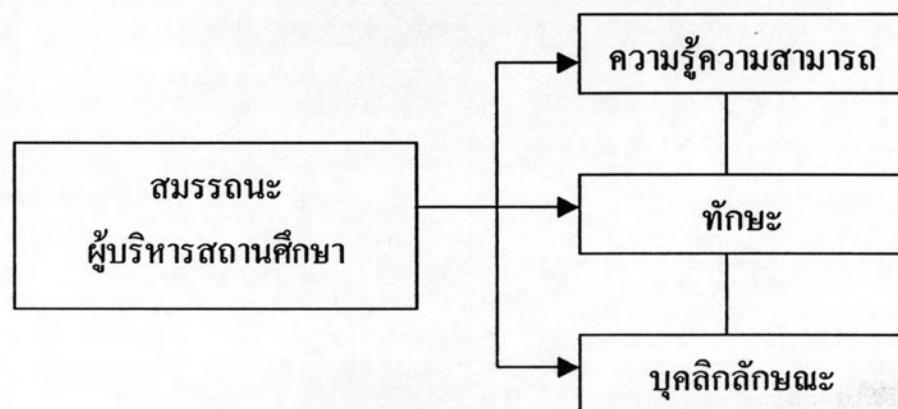 สมรรถนะ
ผู้บริหารสถานศึกษา
ความรู้ความสามารถ
ทักษะ
บุคลิกลักษณะ